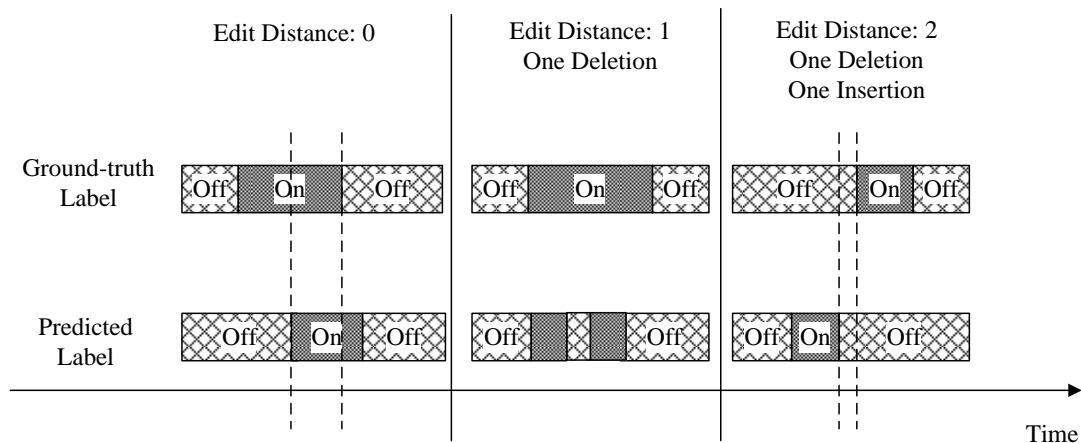 Edit Distance: 0
Edit Distance: 1
One Deletion
Edit Distance: 2
One Deletion
One Insertion
Ground-truth
Label
Off On Off
Off On Off
Off On Off
Predicted
Label
Off On Off
Off Off
Off On Off
Time